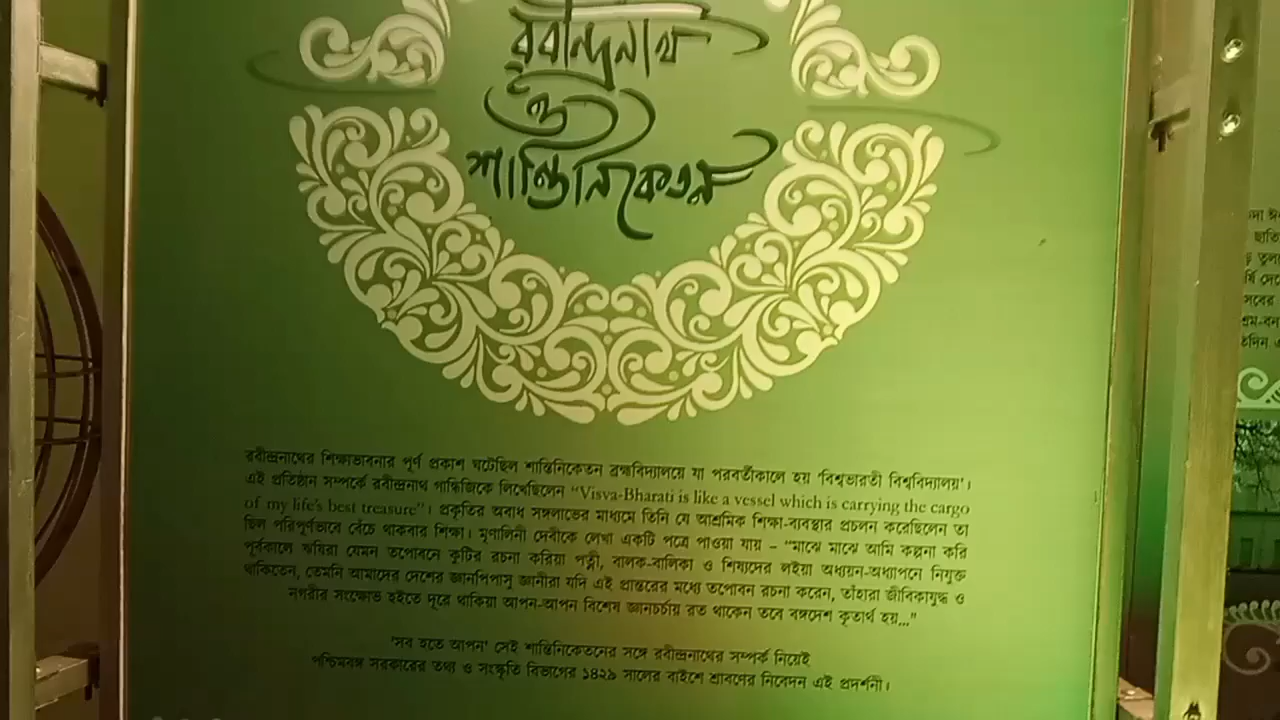 রবীন্দ্রনাথ
ও
শান্তিনিকেতন
রবীন্দ্রনাথের শিক্ষাভাবনার পূর্ণ প্রকাশ ঘটেছিল শান্তিনিকেতন ব্রহ্মবিদ্যালয়ে যা পরবর্তীকালে হয় 'বিশ্বভারতী বিশ্ববিদ্যালয়'।
এই প্রতিষ্ঠান সম্পর্কে রবীন্দ্রনাথ গান্ধিজিকে লিখেছিলেন “Visva-Bharati is like a vessel which is carrying the cargo
of my life's best treasure”। প্রকৃতির অবাধ সঙ্গলাভের মাধ্যমে তিনি যে আশ্রমিক শিক্ষা-ব্যবস্থার প্রচলন করেছিলেন তা
ছিল পরিপূর্ণভাবে বেঁচে থাকবার শিক্ষা। মৃণালিনী দেবীকে লেখা একটি পত্রে পাওয়া যায় – “মাঝে মাঝে আমি কল্পনা করি
পূর্বকালে ঋষিরা যেমন তপোবনে কুটির রচনা করিয়া পত্নী, বালক-বালিকা ও শিষ্যদের লইয়া অধ্যয়ন-অধ্যাপনে নিযুক্ত
থাকিতেন, তেমনি আমাদের দেশের জ্ঞানপিপাসু জ্ঞানীরা যদি এই প্রান্তরের মধ্যে তপোবন রচনা করেন, তাঁহারা জীবিকাযুদ্ধ ও
নগরীর সংক্ষোভ হইতে দূরে থাকিয়া আপন-আপন বিশেষ জ্ঞানচর্চায় রত থাকেন তবে বঙ্গদেশ কৃতার্থ হয়...”
'সব হতে আপন' সেই শান্তিনিকেতনের সঙ্গে রবীন্দ্রনাথের সম্পর্ক নিয়েই
পশ্চিমবঙ্গ সরকারের তথ্য ও সংস্কৃতি বিভাগের ১৪২৯ সালের বাইশে শ্রাবণের নিবেদন এই প্রদর্শনী।